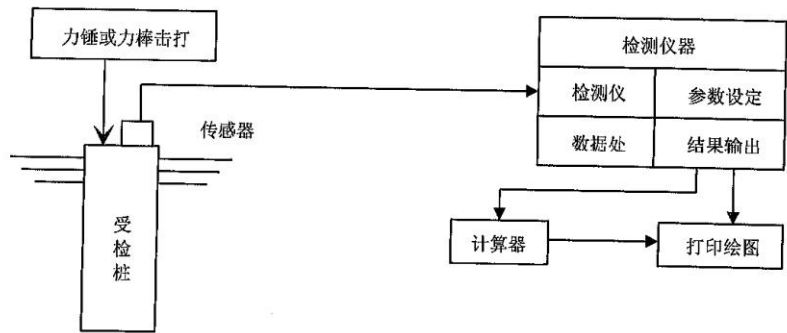 力锤或力棒击打
检测仪器
检测仪
参数设定
传感器
数据处
结果输出
受检桩
计算器
打印绘图